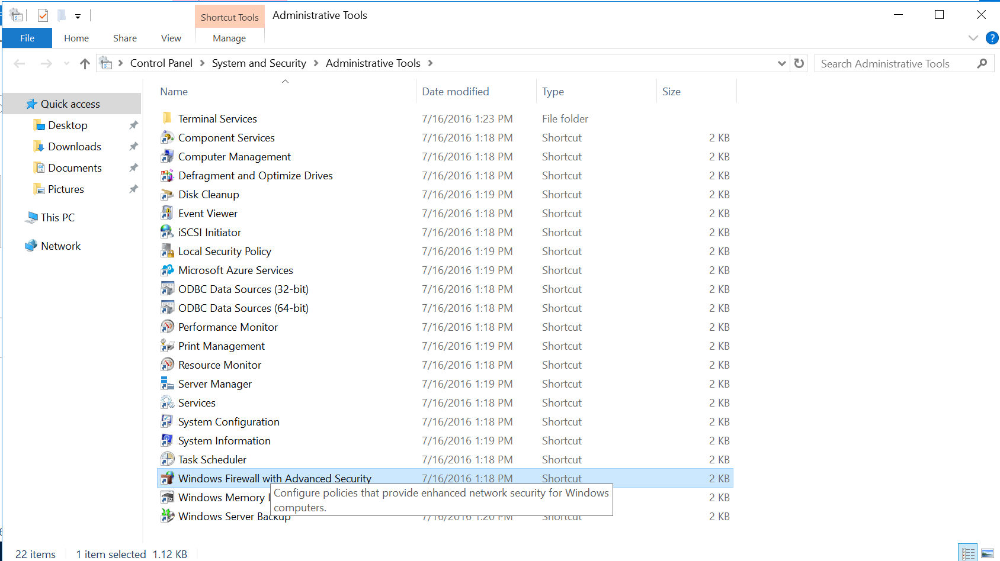 Shortcut Tools Administrative Tools
File Home Share View Manage ?
Control Panel System and Security Administrative Tools Search Administrative Tools
Name Date modified Type Size
Quick access
Desktop
Downloads
Documents
Pictures
This PC
Network
Terminal Services 7/16/2016 1:23 PM File folder
Component Services 7/16/2016 1:18 PM Shortcut 2 KB
Computer Management 7/16/2016 1:18 PM Shortcut 2 KB
Defragment and Optimize Drives 7/16/2016 1:18 PM Shortcut 2 KB
Disk Cleanup 7/16/2016 1:19 PM Shortcut 2 KB
Event Viewer 7/16/2016 1:18 PM Shortcut 2 KB
iSCSI Initiator 7/16/2016 1:18 PM Shortcut 2 KB
Local Security Policy 7/16/2016 1:19 PM Shortcut 2 KB
Microsoft Azure Services 7/16/2016 1:19 PM Shortcut 2 KB
ODBC Data Sources (32-bit) 7/16/2016 1:18 PM Shortcut 2 KB
ODBC Data Sources (64-bit) 7/16/2016 1:18 PM Shortcut 2 KB
Performance Monitor 7/16/2016 1:18 PM Shortcut 2 KB
Print Management 7/16/2016 1:19 PM Shortcut 2 KB
Resource Monitor 7/16/2016 1:18 PM Shortcut 2 KB
Server Manager 7/16/2016 1:19 PM Shortcut 2 KB
Services 7/16/2016 1:18 PM Shortcut 2 KB
System Configuration 7/16/2016 1:18 PM Shortcut 2 KB
System Information 7/16/2016 1:19 PM Shortcut 2 KB
Task Scheduler 7/16/2016 1:18 PM Shortcut 2 KB
Windows Firewall with Advanced Security 7/16/2016 1:18 PM Shortcut 2 KB
Configure policies that provide enhanced network security for Windows
computers.
Windows Memory 2 KB
Windows Server Backup 7/16/2016 1:20 PM Shortcut 2 KB
22 items 1 item selected 1.12 KB